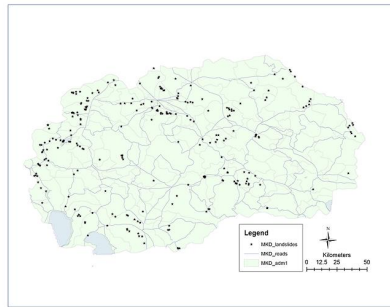 Legend
MKD_landslides
MKD_roads
MKD_adm1
N
Kilometers
0 12.5 25 50